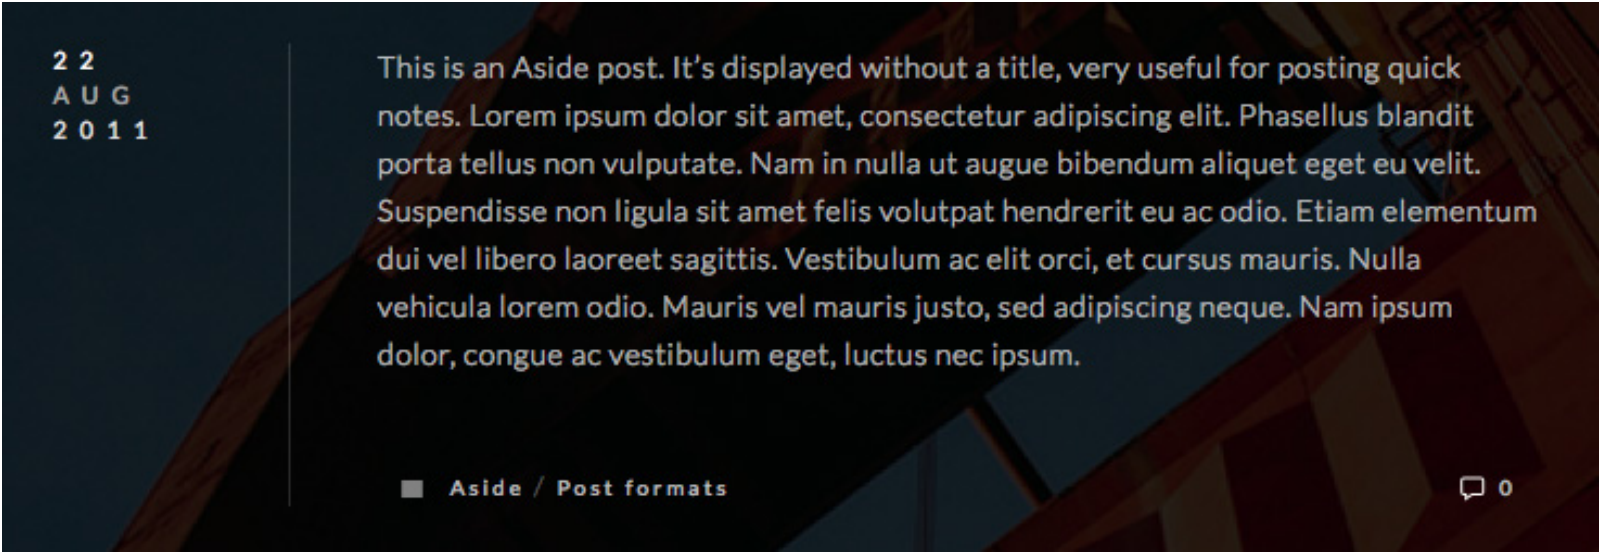 22
AUG
2011
This is an Aside post. It’s displayed without a title, very useful for posting quick
notes. Lorem ipsum dolor sit amet, consectetur adipiscing elit. Phasellus blandit
porta tellus non vulputate. Nam in nulla ut augue bibendum aliquet eget eu velit.
Suspendisse non ligula sit amet felis volutpat hendrerit eu ac odio. Etiam elementum
dui vel libero laoreet sagittis. Vestibulum ac elit orci, et cursus mauris. Nulla
vehicula lorem odio. Mauris vel mauris justo, sed adipiscing neque. Nam ipsum
dolor, congue ac vestibulum eget, luctus nec ipsum.
Aside / Post formats
0